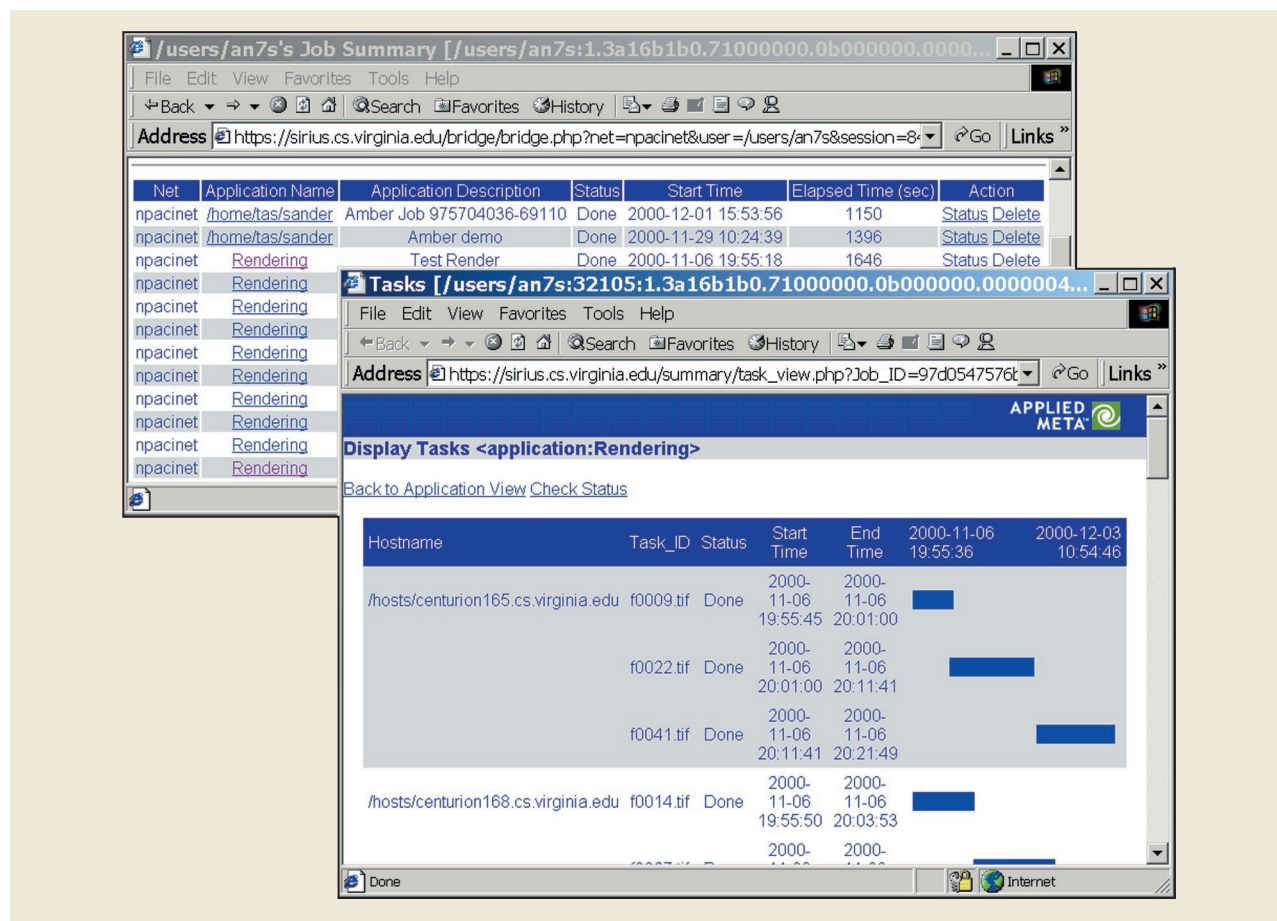 /users/an7s's Job Summary [/users/an7s:1.3a16b1b0.71000000.0b000000.0000...
File Edit View Favorites Tools Help
Back Search Favorites History
Address https://sirius.cs.virginia.edu/bridge/bridge.php?net=npacinet&user=/users/an7s&session=84 Go Links »
Net Application Name Application Description Status Start Time Elapsed Time (sec) Action
npacinet /home/tas/sander Amber Job 975704036-69110 Done 2000-12-01 15:53:56 1150 Status Delete
npacinet /home/tas/sander Amber demo Done 2000-11-29 10:24:39 1396 Status Delete
npacinet Rendering Test Render Done 2000-11-06 19:55:18 1646 Status Delete
npacinet Rendering
npacinet Rendering
npacinet Rendering
npacinet Rendering
npacinet Rendering
npacinet Rendering
npacinet Rendering
npacinet Rendering
npacinet Rendering
Tasks [/users/an7s:32105:1.3a16b1b0.71000000.0b000000.0000004...
File Edit View Favorites Tools Help
Back Search Favorites History
Address https://sirius.cs.virginia.edu/summary/task_view.php?Job_ID=97d0547576 Go Links »
APPLIED
META
Display Tasks <application:Rendering>
Back to Application View Check Status
Hostname Task_ID Status Start Time End Time 2000-11-06 19:55:36 2000-12-03 10:54:46
/hosts/centurion165.cs.virginia.edu f0009.tif Done 2000-11-06 19:55:45 2000-11-06 20:01:00
f0022.tif Done 2000-11-06 20:01:00 2000-11-06 20:11:41
f0041.tif Done 2000-11-06 20:11:41 2000-11-06 20:21:49
/hosts/centurion168.cs.virginia.edu f0014.tif Done 2000-11-06 19:55:50 2000-11-06 20:03:53
2000- 2000-
Done Internet